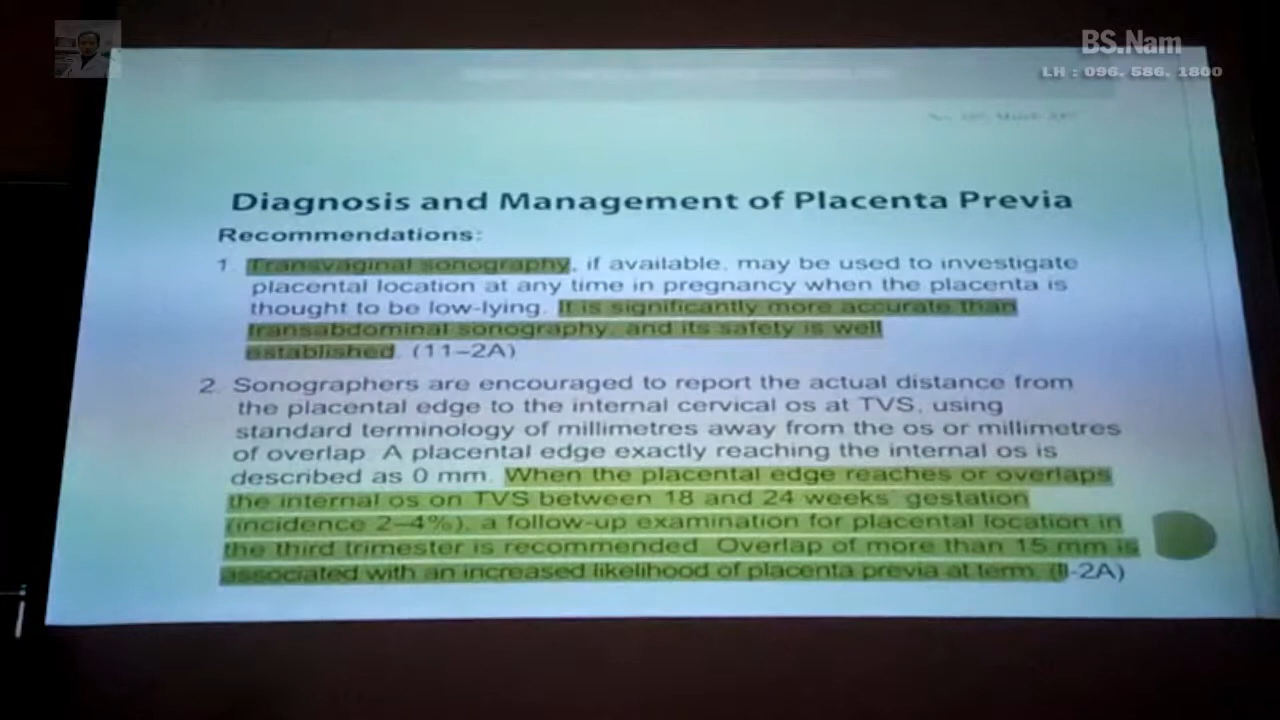 BS.Nam
LH : 096. 586. 1800
Diagnosis and Management of Placenta Previa
Recommendations:
1. Transvaginal sonography, if available, may be used to investigate
placental location at any time in pregnancy when the placenta is
thought to be low-lying. It is significantly more accurate than
transabdominal sonography, and its safety is well
established. (11–2A)
2. Sonographers are encouraged to report the actual distance from
the placental edge to the internal cervical os at TVS, using
standard terminology of millimetres away from the os or millimetres
of overlap. A placental edge exactly reaching the internal os is
described as 0 mm. When the placental edge reaches or overlaps
the internal os on TVS between 18 and 24 weeks' gestation
(incidence 2–4%), a follow-up examination for placental location in
the third trimester is recommended. Overlap of more than 15 mm is
associated with an increased likelihood of placenta previa at term. (II-2A)